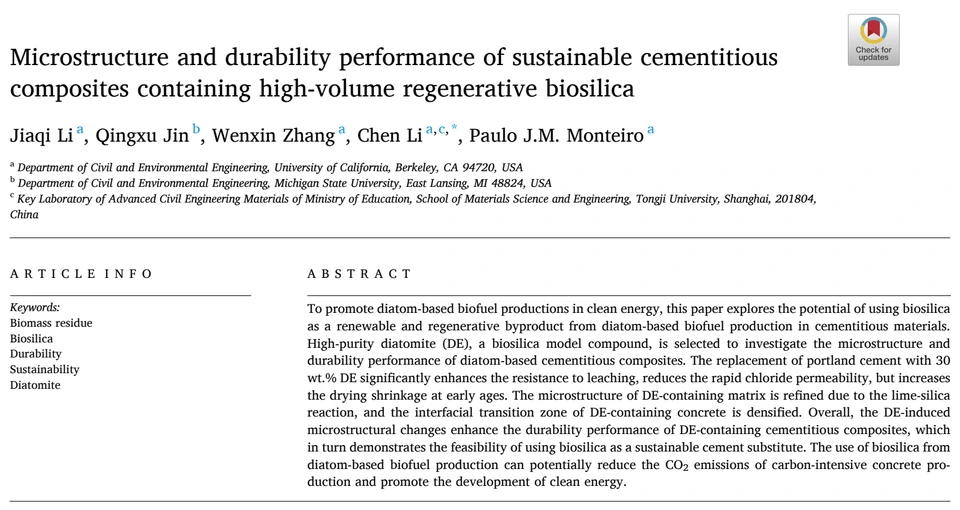 Check for
updates
Microstructure and durability performance of sustainable cementitious
composites containing high-volume regenerative biosilica
Jiaqi Li a, Qingxu Jin b, Wenxin Zhang a, Chen Li a,c,*, Paulo J.M. Monteiro a
a Department of Civil and Environmental Engineering, University of California, Berkeley, CA 94720, USA
b Department of Civil and Environmental Engineering, Michigan State University, East Lansing, MI 48824, USA
c Key Laboratory of Advanced Civil Engineering Materials of Ministry of Education, School of Materials Science and Engineering, Tongji University, Shanghai, 201804,
China
ARTICLE INFO
Keywords:
Biomass residue
Biosilica
Durability
Sustainability
Diatomite
ABSTRACT
To promote diatom-based biofuel productions in clean energy, this paper explores the potential of using biosilica
as a renewable and regenerative byproduct from diatom-based biofuel production in cementitious materials.
High-purity diatomite (DE), a biosilica model compound, is selected to investigate the microstructure and
durability performance of diatom-based cementitious composites. The replacement of portland cement with 30
wt.% DE significantly enhances the resistance to leaching, reduces the rapid chloride permeability, but increases
the drying shrinkage at early ages. The microstructure of DE-containing matrix is refined due to the lime-silica
reaction, and the interfacial transition zone of DE-containing concrete is densified. Overall, the DE-induced
microstructural changes enhance the durability performance of DE-containing cementitious composites, which
in turn demonstrates the feasibility of using biosilica as a sustainable cement substitute. The use of biosilica from
diatom-based biofuel production can potentially reduce the CO2 emissions of carbon-intensive concrete pro-
duction and promote the development of clean energy.